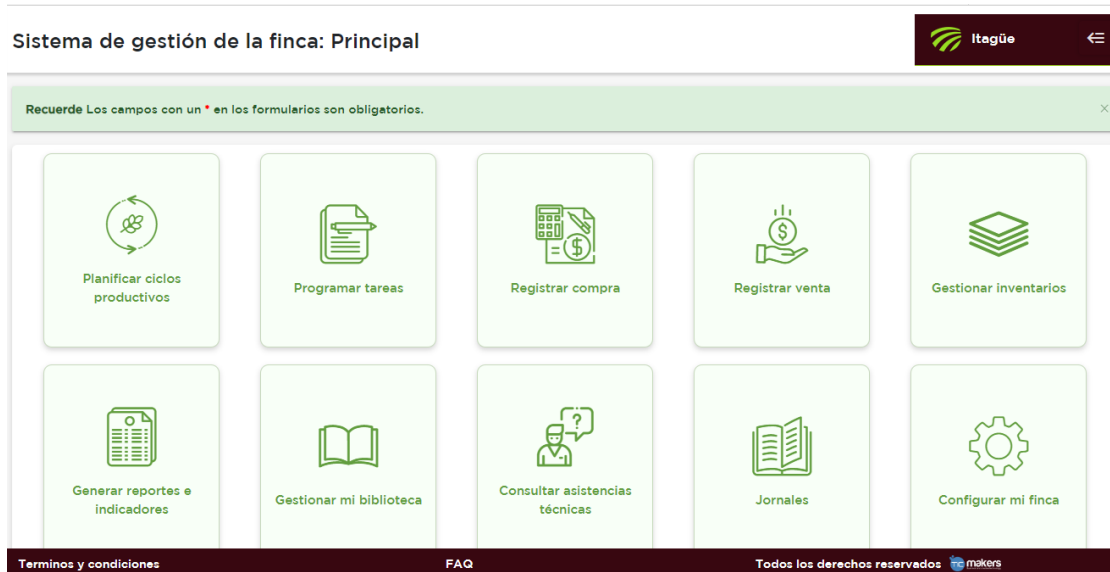 Sistema de gestión de la finca: Principal
Itagüe
Recuerde Los campos con un * en los formularios son obligatorios.
Planificar ciclos
productivos
Programar tareas
Registrar compra
Registrar venta
Gestionar inventarios
Generar reportes e
indicadores
Gestionar mi biblioteca
Consultar asistencias
técnicas
Jornales
Configurar mi finca
Terminos y condiciones
FAQ
Todos los derechos reservados
TIC makers